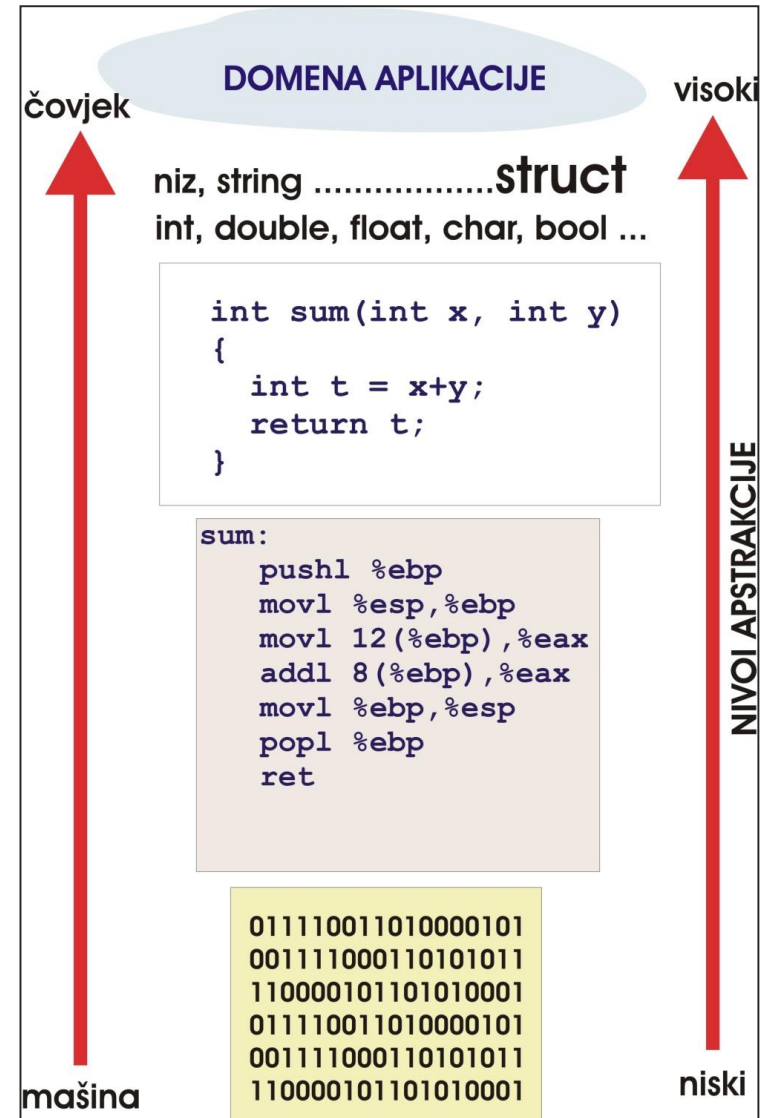 DOMENA APLIKACIJE
čovjek
visoki
niz, string ..................struct
int, double, float, char, bool ...
int sum(int x, int y)
{
int t = x+y;
return t;
}
NIVOI APSTRAKCIJE
sum:
pushl %ebp
movl %esp,%ebp
movl 12(%ebp),%eax
addl 8(%ebp),%eax
movl %ebp,%esp
popl %ebp
ret
011110011010000101
001111000110101011
110000101101010001
011110011010000101
001111000110101011
110000101101010001
mašina
niski